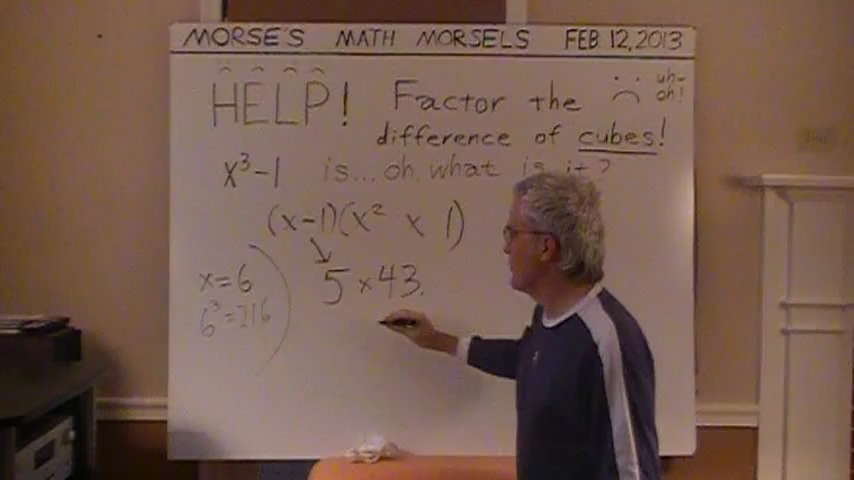 MORSE'S MATH MORSELS FEB 12, 2013
HELP! Factor the uh-oh!
difference of cubes!
x³-1 is... oh, what is it?
(x-1)(x² x 1)
x=6 5 x 43.
6³=216